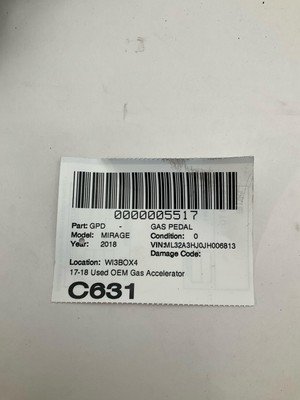 0000005517
Part: GPD - GAS PEDAL
Model: MIRAGE Condition: 0
Year: 2018 VIN:ML32A3HJ0JH006813
Damage Code:
Location: WI3BOX4
17-18 Used OEM Gas Accelerator
C631